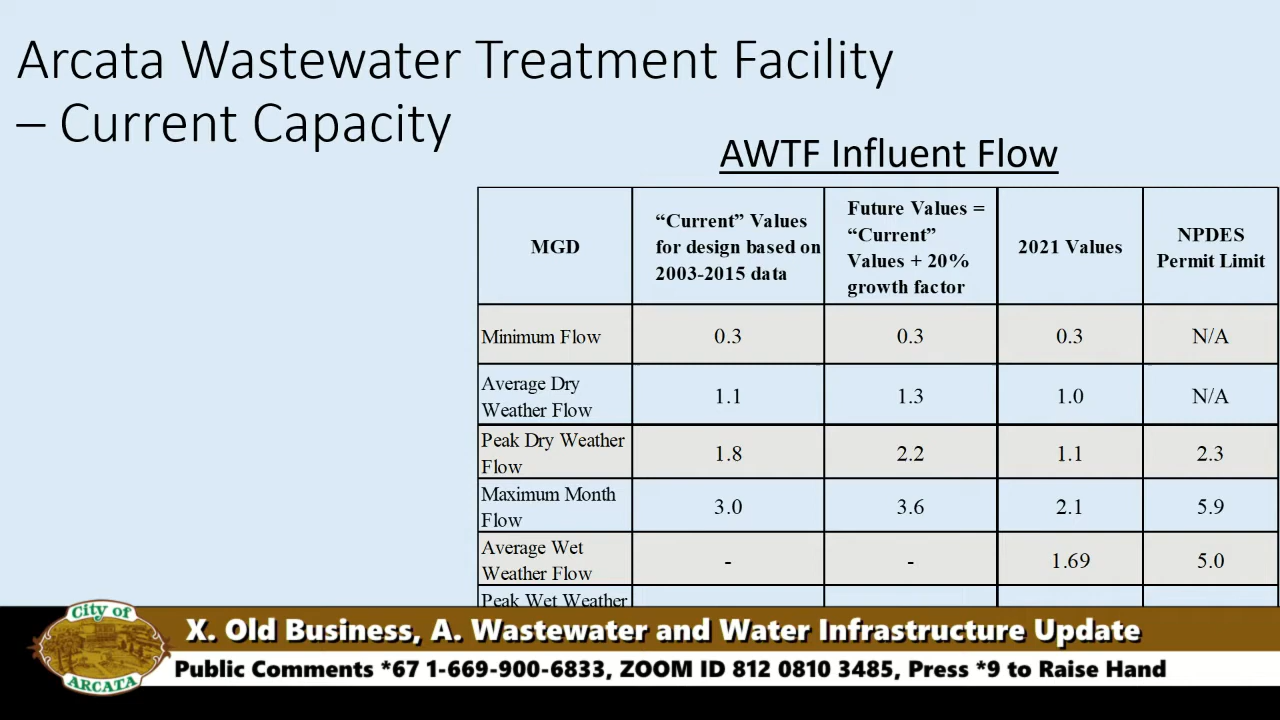 Arcata Wastewater Treatment Facility
– Current Capacity
AWTF Influent Flow
MGD
“Current” Values
for design based on
2003-2015 data
Future Values =
“Current”
Values + 20%
growth factor
2021 Values
NPDES
Permit Limit
Minimum Flow
0.3
0.3
0.3
N/A
Average Dry
Weather Flow
1.1
1.3
1.0
N/A
Peak Dry Weather
Flow
1.8
2.2
1.1
2.3
Maximum Month
Flow
3.0
3.6
2.1
5.9
Average Wet
Weather Flow
-
-
1.69
5.0
Peak Wet Weather
City of
ARCATA
X. Old Business, A. Wastewater and Water Infrastructure Update
Public Comments *67 1-669-900-6833, ZOOM ID 812 0810 3485, Press *9 to Raise Hand